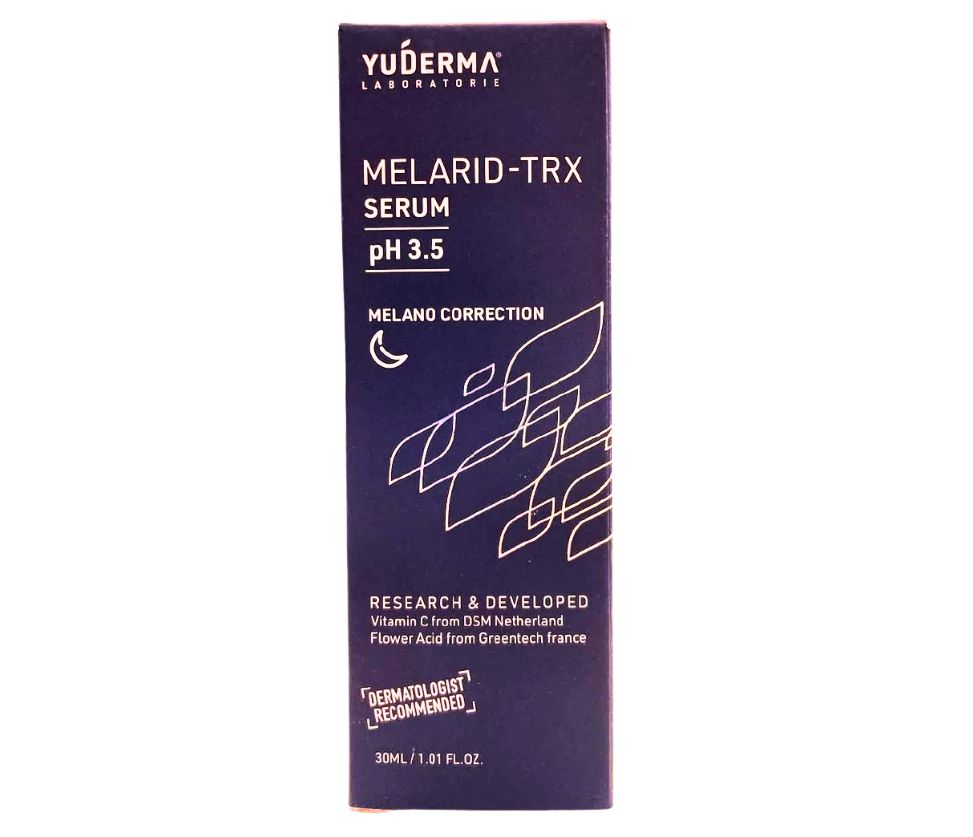 YUDERMA®
LABORATORIE
MELARID-TRX
SERUM
pH 3.5
MELANO CORRECTION
RESEARCH & DEVELOPED
Vitamin C from DSM Netherland
Flower Acid from Greentech france
DERMATOLOGIST
RECOMMENDED
30ML / 1.01 FL.OZ.